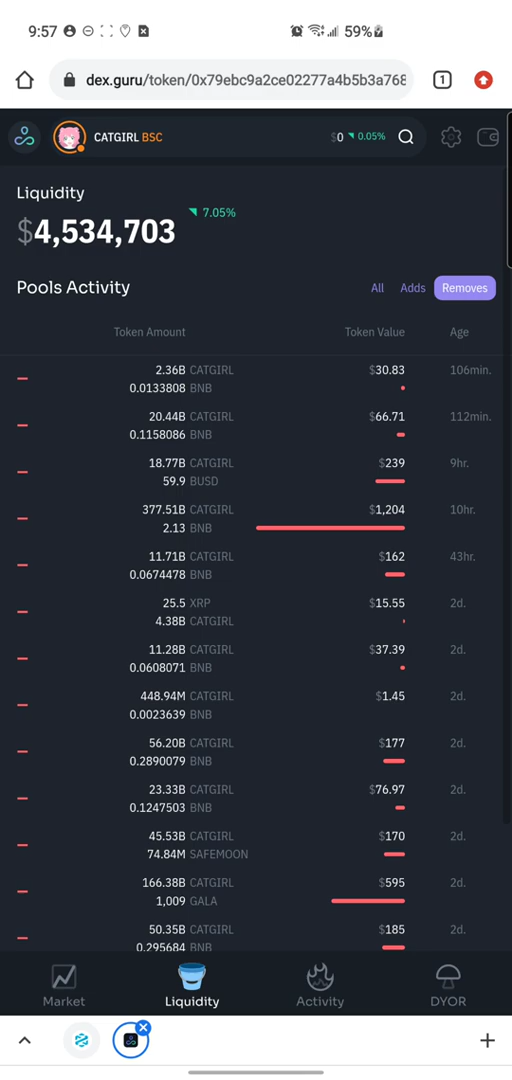 9:57
59%
dex.guru/token/0x79ebc9a2ce02277a4b5b3a768
1
CATGIRL BSC
$0 0.05%
Liquidity
$4,534,703 7.05%
Pools Activity
All Adds Removes
Token Amount Token Value Age
2.36B CATGIRL $30.83 106min.
0.0133808 BNB
20.44B CATGIRL $66.71 112min.
0.1158086 BNB
18.77B CATGIRL $239 9hr.
59.9 BUSD
377.51B CATGIRL $1,204 10hr.
2.13 BNB
11.71B CATGIRL $162 43hr.
0.0674478 BNB
25.5 XRP $15.55 2d.
4.38B CATGIRL
11.28B CATGIRL $37.39 2d.
0.0608071 BNB
448.94M CATGIRL $1.45 2d.
0.0023639 BNB
56.20B CATGIRL $177 2d.
0.2890079 BNB
23.33B CATGIRL $76.97 2d.
0.1247503 BNB
45.53B CATGIRL $170 2d.
74.84M SAFEMOON
166.38B CATGIRL $595 2d.
1,009 GALA
50.35B CATGIRL $185 2d.
0.295684 BNB
Market Liquidity Activity DYOR